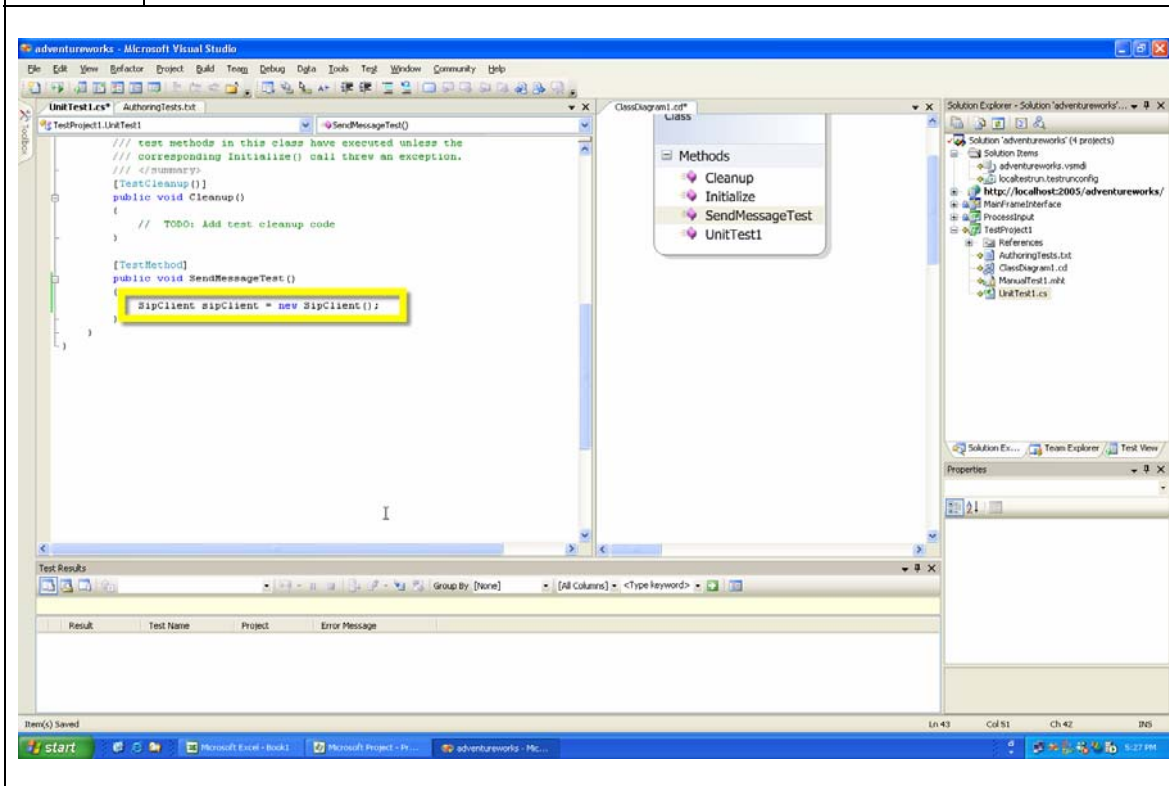 adventureworks - Microsoft Visual Studio
File Edit View Refactor Project Build Team Debug Data Tools Test Window Community Help
UnitTest1.cs* AuthoringTests.txt
TestProject1.UnitTest1 SendMessageTest()
/// test methods in this class have executed unless the
/// corresponding Initialize() call threw an exception.
/// </summary>
[TestCleanup()]
public void Cleanup()
{
// TODO: Add test cleanup code
}
[TestMethod]
public void SendMessageTest()
{
SipClient sipClient = new SipClient();
}
}
}
Toolbox
ClassDiagram1.cd*
Class
Methods
Cleanup
Initialize
SendMessageTest
UnitTest1
Solution Explorer - Solution 'adventureworks'...
Solution 'adventureworks' (4 projects)
Solution Items
adventureworks.vsmdi
localtestrun.testrunconfig
http://localhost:2005/adventureworks/
MainFrameInterface
ProcessInput
TestProject1
References
AuthoringTests.txt
ClassDiagram1.cd
ManualTest1.mht
UnitTest1.cs
Solution Ex... Team Explorer Test View
Properties
Test Results
Group By [None] [All Columns] <Type keyword>
Result Test Name Project Error Message
Item(s) Saved Ln 43 Col 51 Ch 42 INS
start Microsoft Excel - Book1 Microsoft Project - Pr... adventureworks - Mic... 5:27 PM